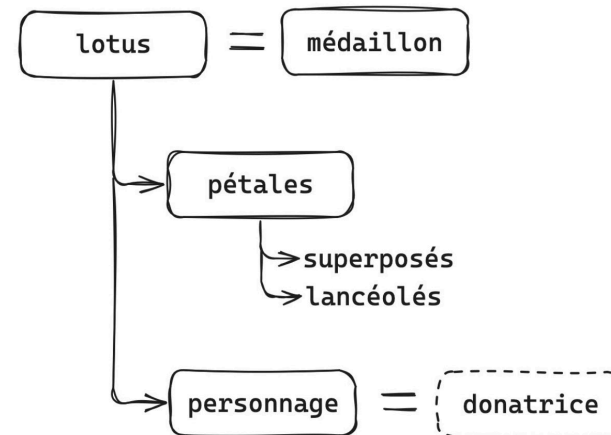 lotus = médaillon
pétales
superposés
lancéolés
personnage = donatrice